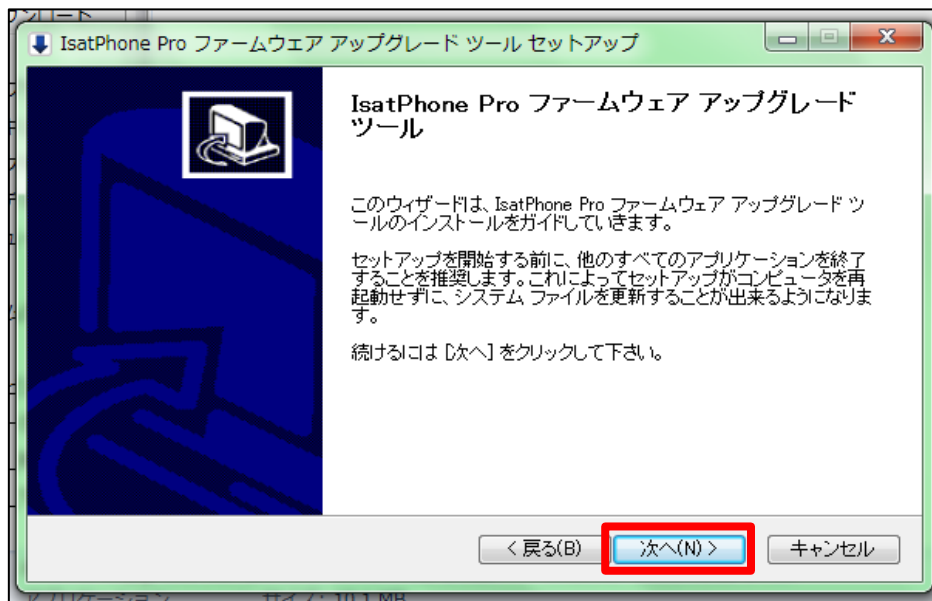 IsatPhone Pro ファームウェア アップグレード ツール セットアップ
IsatPhone Pro ファームウェア アップグレード
ツール
このウィザードは、IsatPhone Pro ファームウェア アップグレード ツ
ールのインストールをガイドしていきます。
セットアップを開始する前に、他のすべてのアプリケーションを終了
することを推奨します。これによってセットアップがコンピュータを再
起動せずに、システム ファイルを更新することが出来るようになりま
す。
続けるには [次へ] をクリックして下さい。
< 戻る(B)
次へ(N) >
キャンセル
サイズ: 10.1 MB